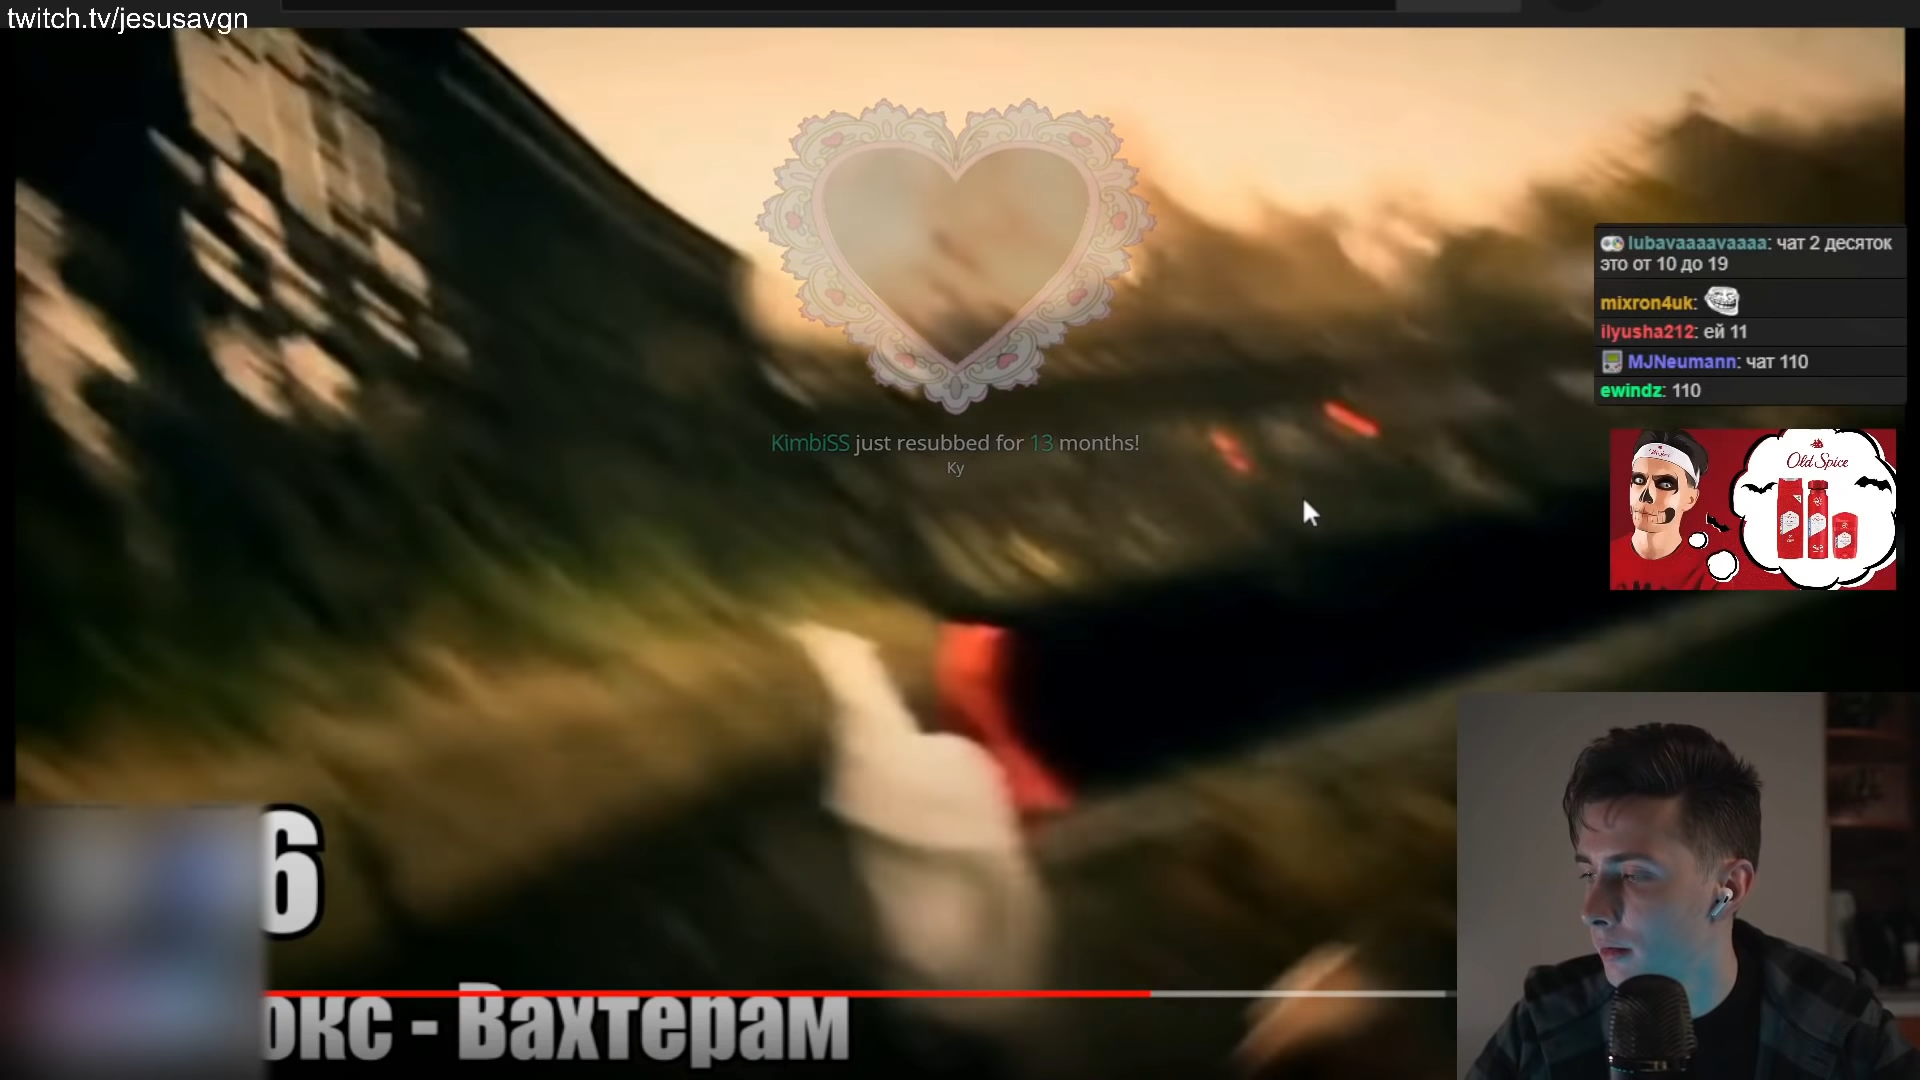 twitch.tv/jesusavgn
KimbiSS just resubbed for 13 months!
Ky
lubavaaaavaaaa: чат 2 десяток
это от 10 до 19
mixron4uk:
ilyusha212: ей 11
MJNeumann: чат 110
ewindz: 110
Old Spice
6
окс - Вахтерам